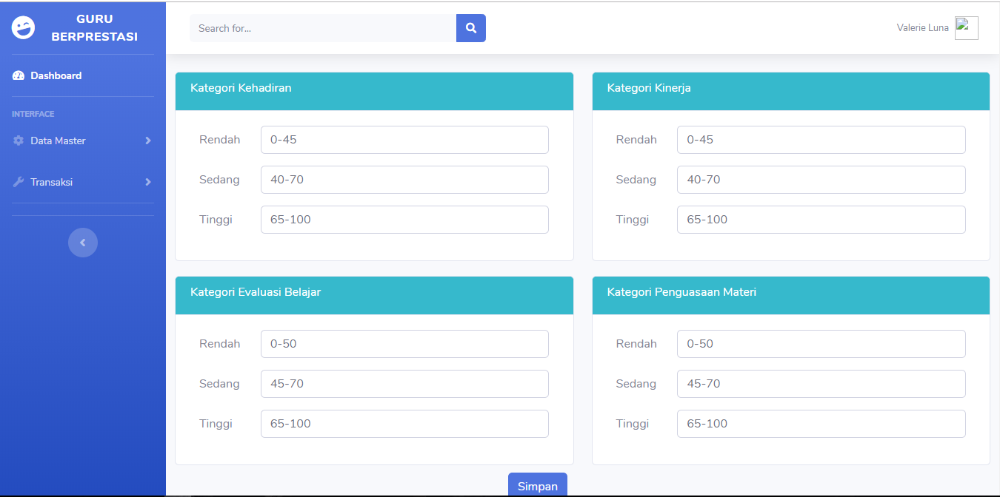 GURU
BERPRESTASI
Dashboard
INTERFACE
Data Master
Transaksi
Search for...
Valerie Luna
Kategori Kehadiran
Rendah 0-45
Sedang 40-70
Tinggi 65-100
Kategori Kinerja
Rendah 0-45
Sedang 40-70
Tinggi 65-100
Kategori Evaluasi Belajar
Rendah 0-50
Sedang 45-70
Tinggi 65-100
Kategori Penguasaan Materi
Rendah 0-50
Sedang 45-70
Tinggi 65-100
Simpan